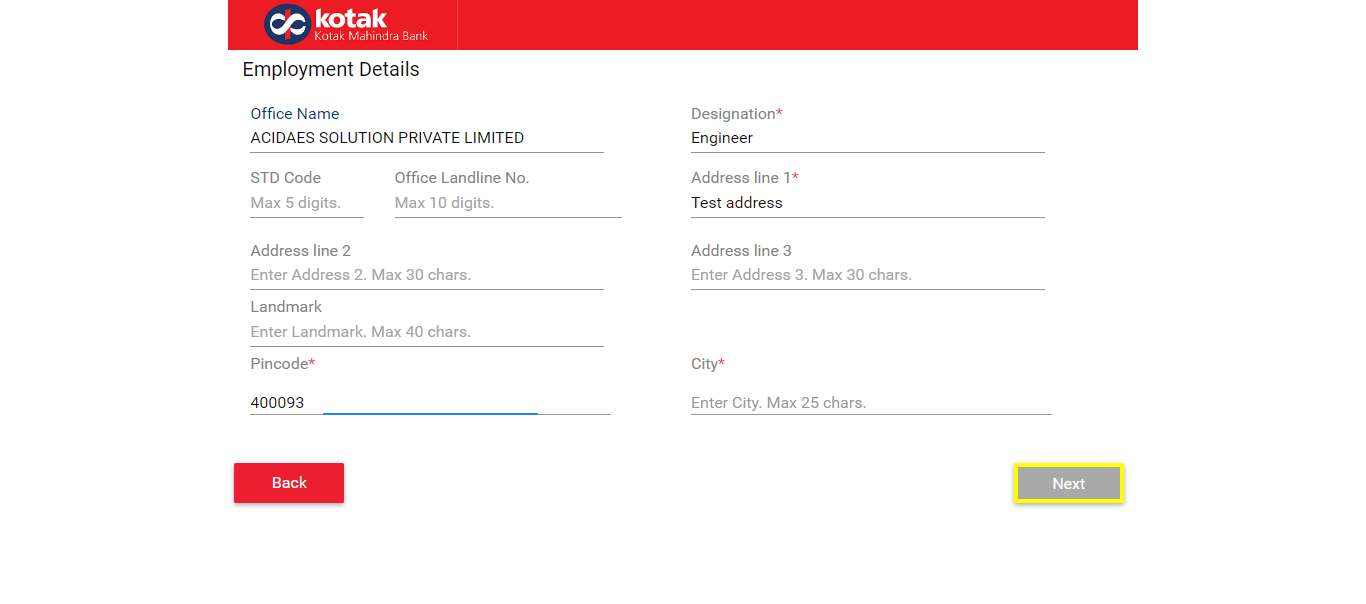 kotak
Kotak Mahindra Bank
Employment Details
Office Name
ACIDAES SOLUTION PRIVATE LIMITED
Designation*
Engineer
STD Code
Max 5 digits.
Office Landline No.
Max 10 digits.
Address line 1*
Test address
Address line 2
Enter Address 2. Max 30 chars.
Address line 3
Enter Address 3. Max 30 chars.
Landmark
Enter Landmark. Max 40 chars.
Pincode*
400093
City*
Enter City. Max 25 chars.
Back
Next